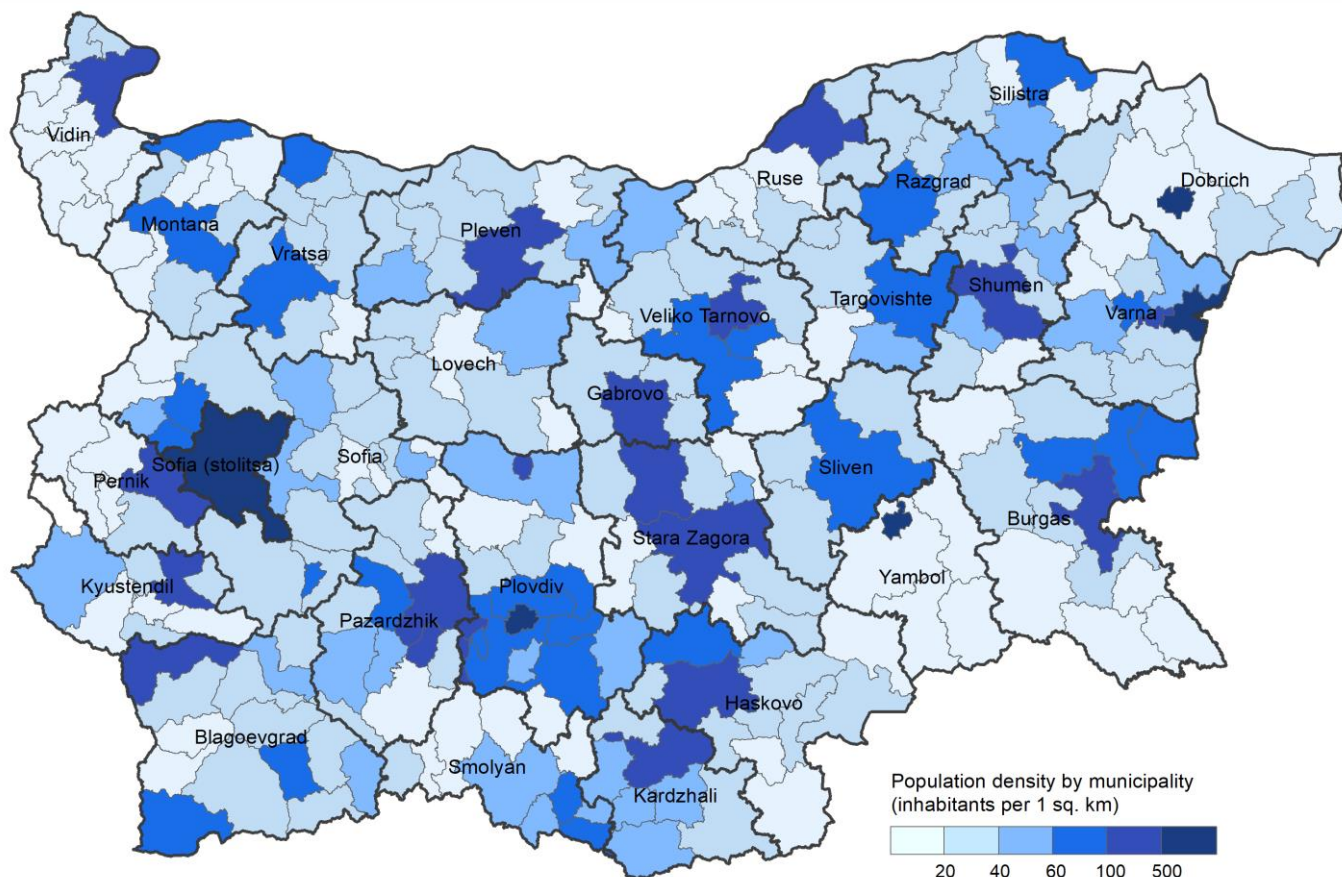 Silistra
Vidin
Ruse
Razgrad
Dobrich
Montana
Pleven
Vratsa
Targovishte
Shumen
Veliko Tarnovo
Varna
Lovech
Gabrovo
Sofia (stolitsa)
Sofia
Pernik
Sliven
Burgas
Stara Zagora
Kyustendil
Plovdiv
Yambol
Pazardzhik
Haskovo
Blagoevgrad
Smolyan
Kardzhali
Population density by municipality
(inhabitants per 1 sq. km)
20 40 60 100 500